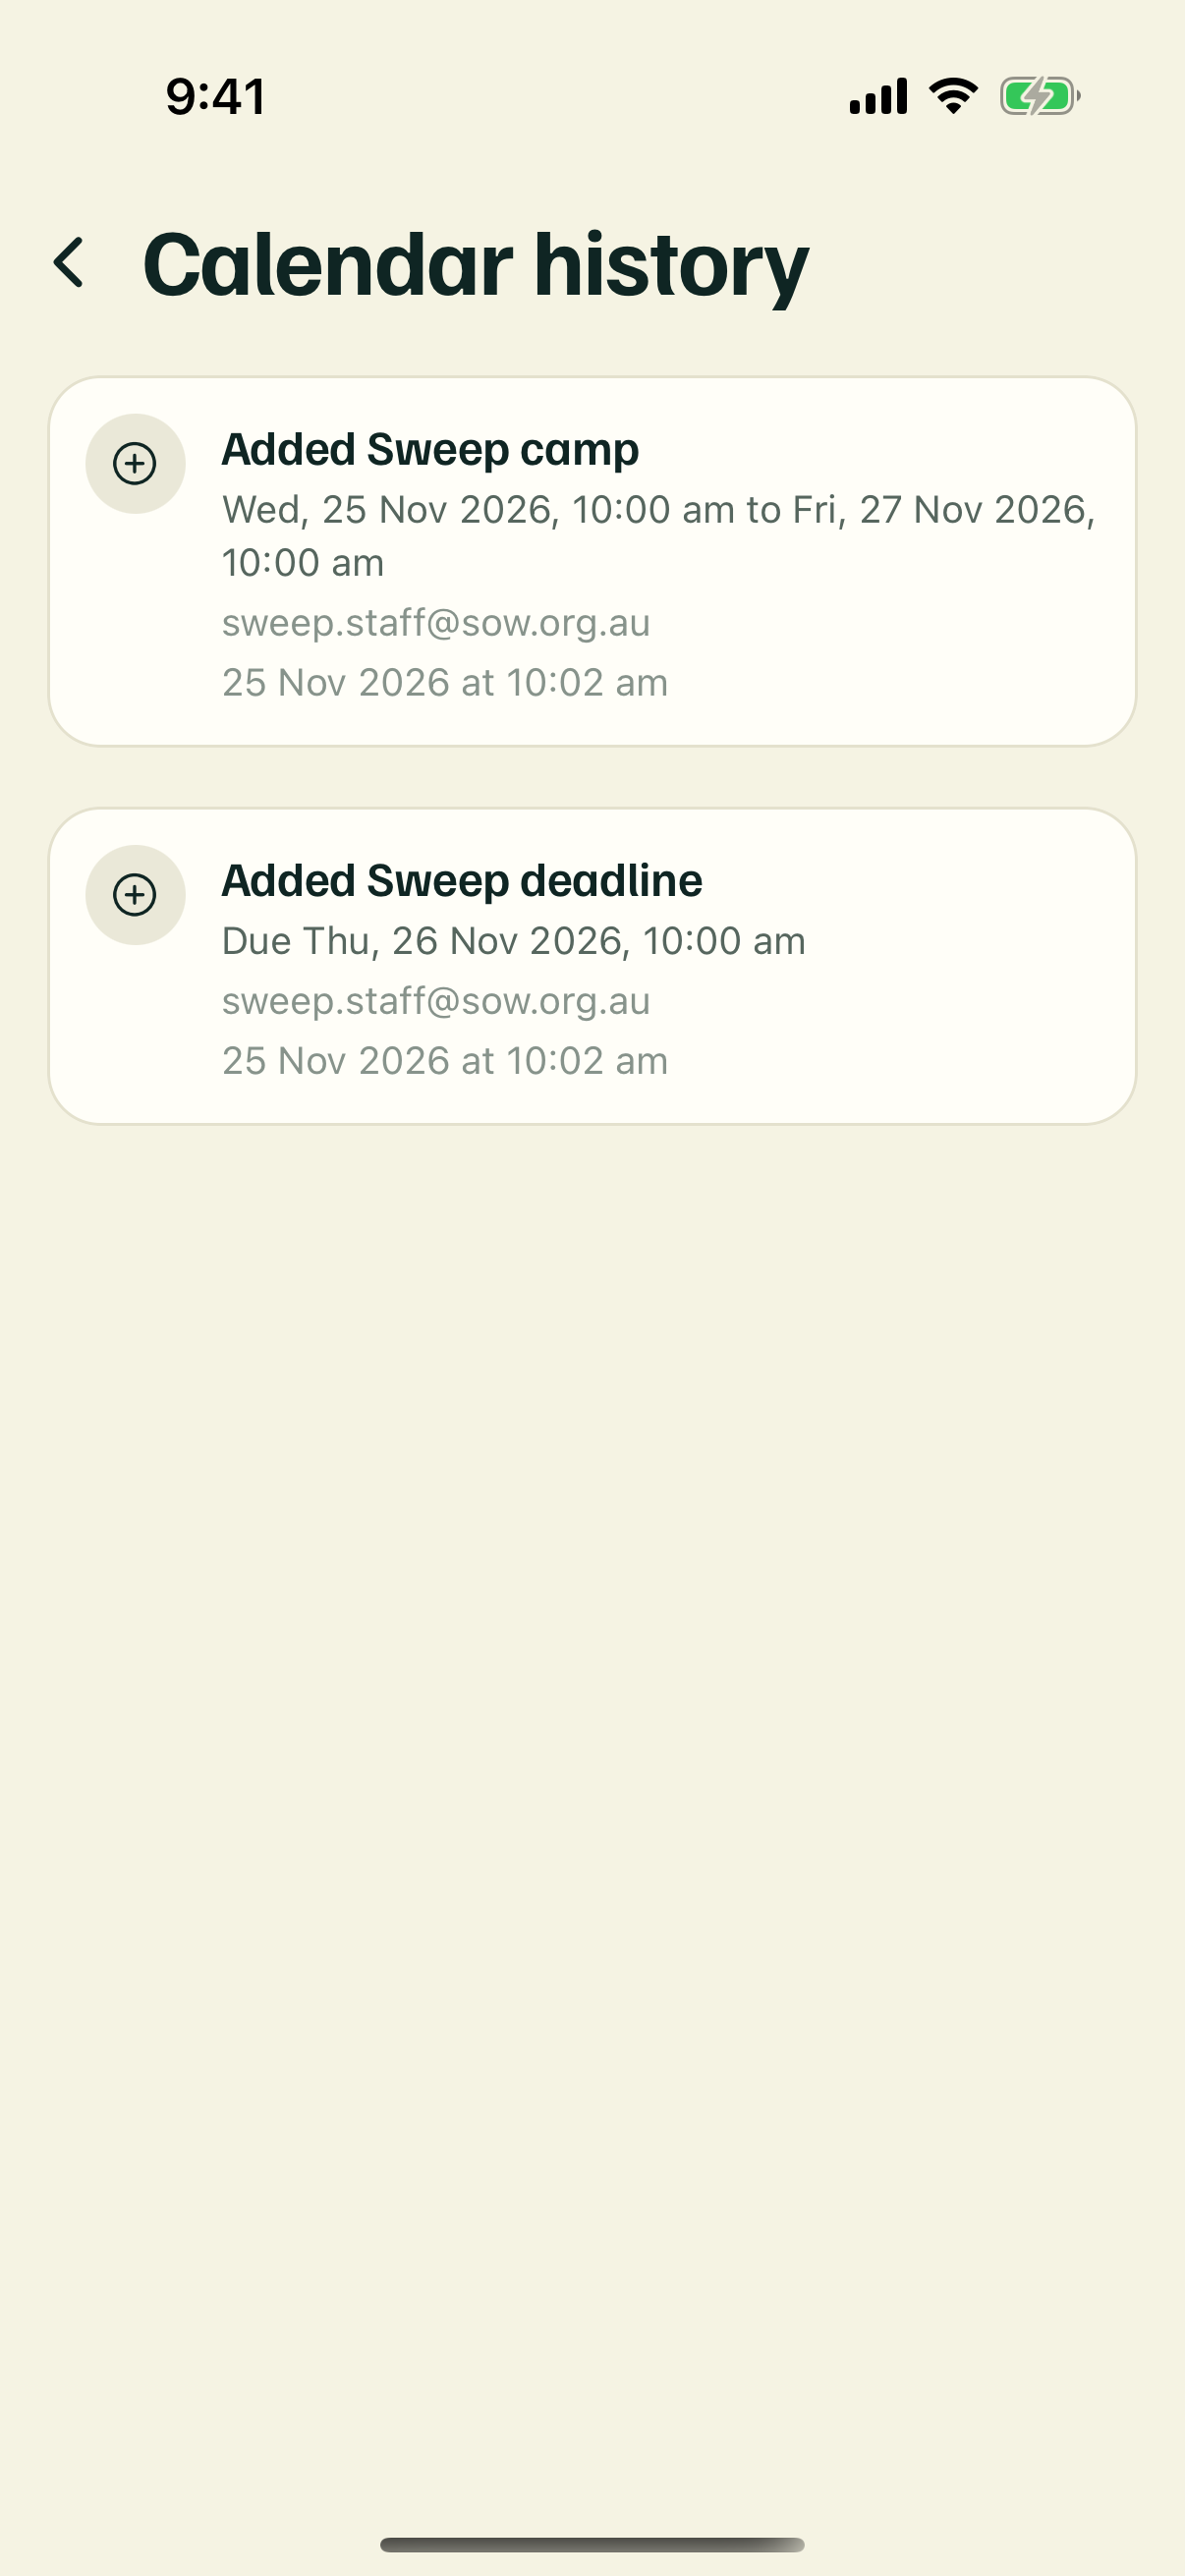 9:41
Calendar history
Added Sweep camp
Wed, 25 Nov 2026, 10:00 am to Fri, 27 Nov 2026,
10:00 am
sweep.staff@sow.org.au
25 Nov 2026 at 10:02 am
Added Sweep deadline
Due Thu, 26 Nov 2026, 10:00 am
sweep.staff@sow.org.au
25 Nov 2026 at 10:02 am